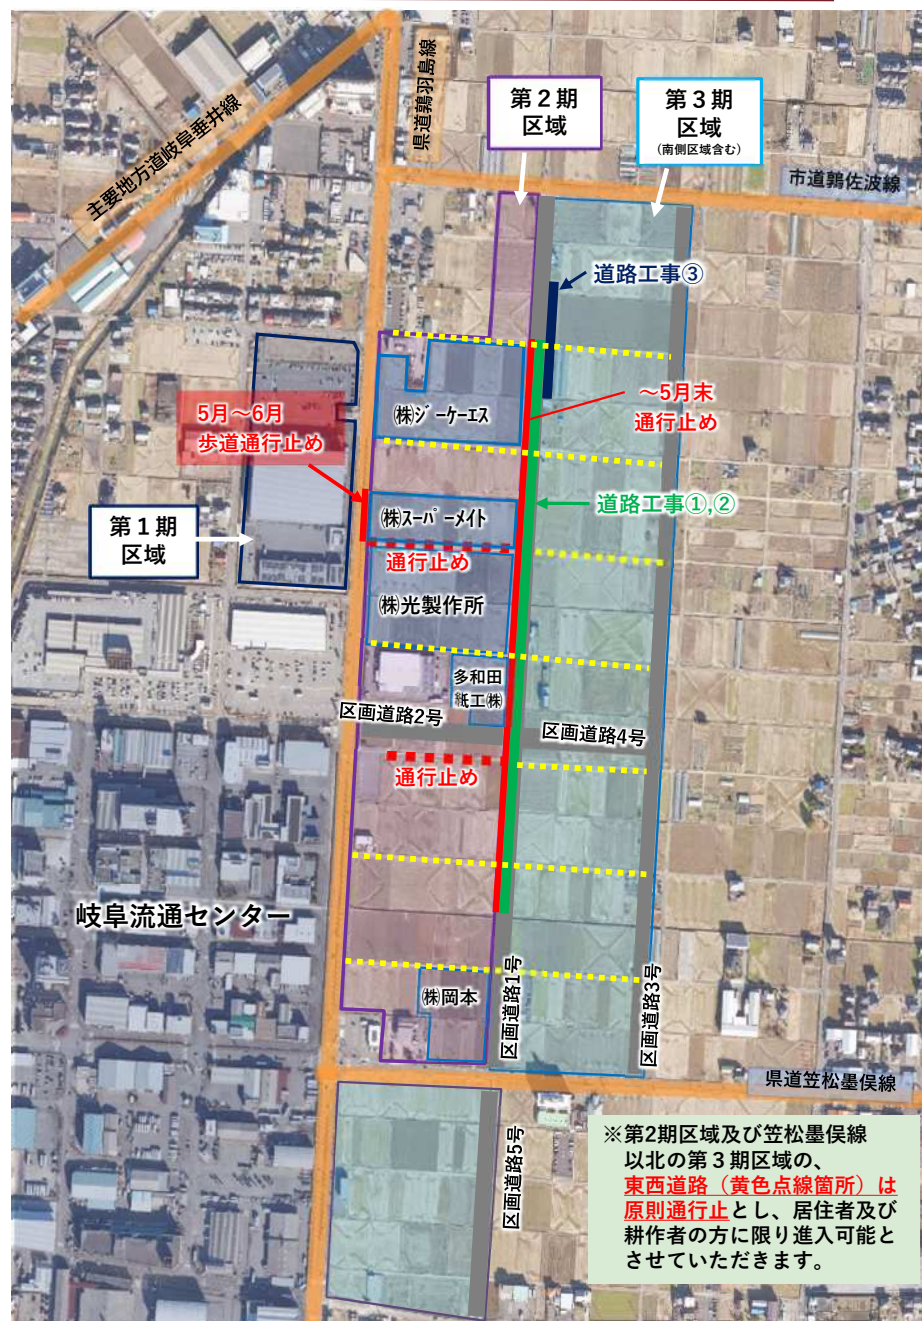 県道鶉羽島線
主要地方道岐阜垂井線
第２期
区域
第３期
区域
(南側区域含む)
市道鶉佐波線
道路工事③
～5月末
通行止め
㈱ｼﾞｰｹｰｴｽ
5月～6月
歩道通行止め
道路工事①,②
㈱ｽｰﾊﾟｰﾒｲﾄ
第１期
区域
通行止め
㈱光製作所
多和田
紙工㈱
区画道路2号
区画道路4号
通行止め
岐阜流通センター
区画道路1号
区画道路3号
㈱岡本
県道笠松墨俣線
区画道路5号
※第2期区域及び笠松墨俣線
以北の第３期区域の、
東西道路（黄色点線箇所）は
原則通行止とし、居住者及び
耕作者の方に限り進入可能と
させていただきます。